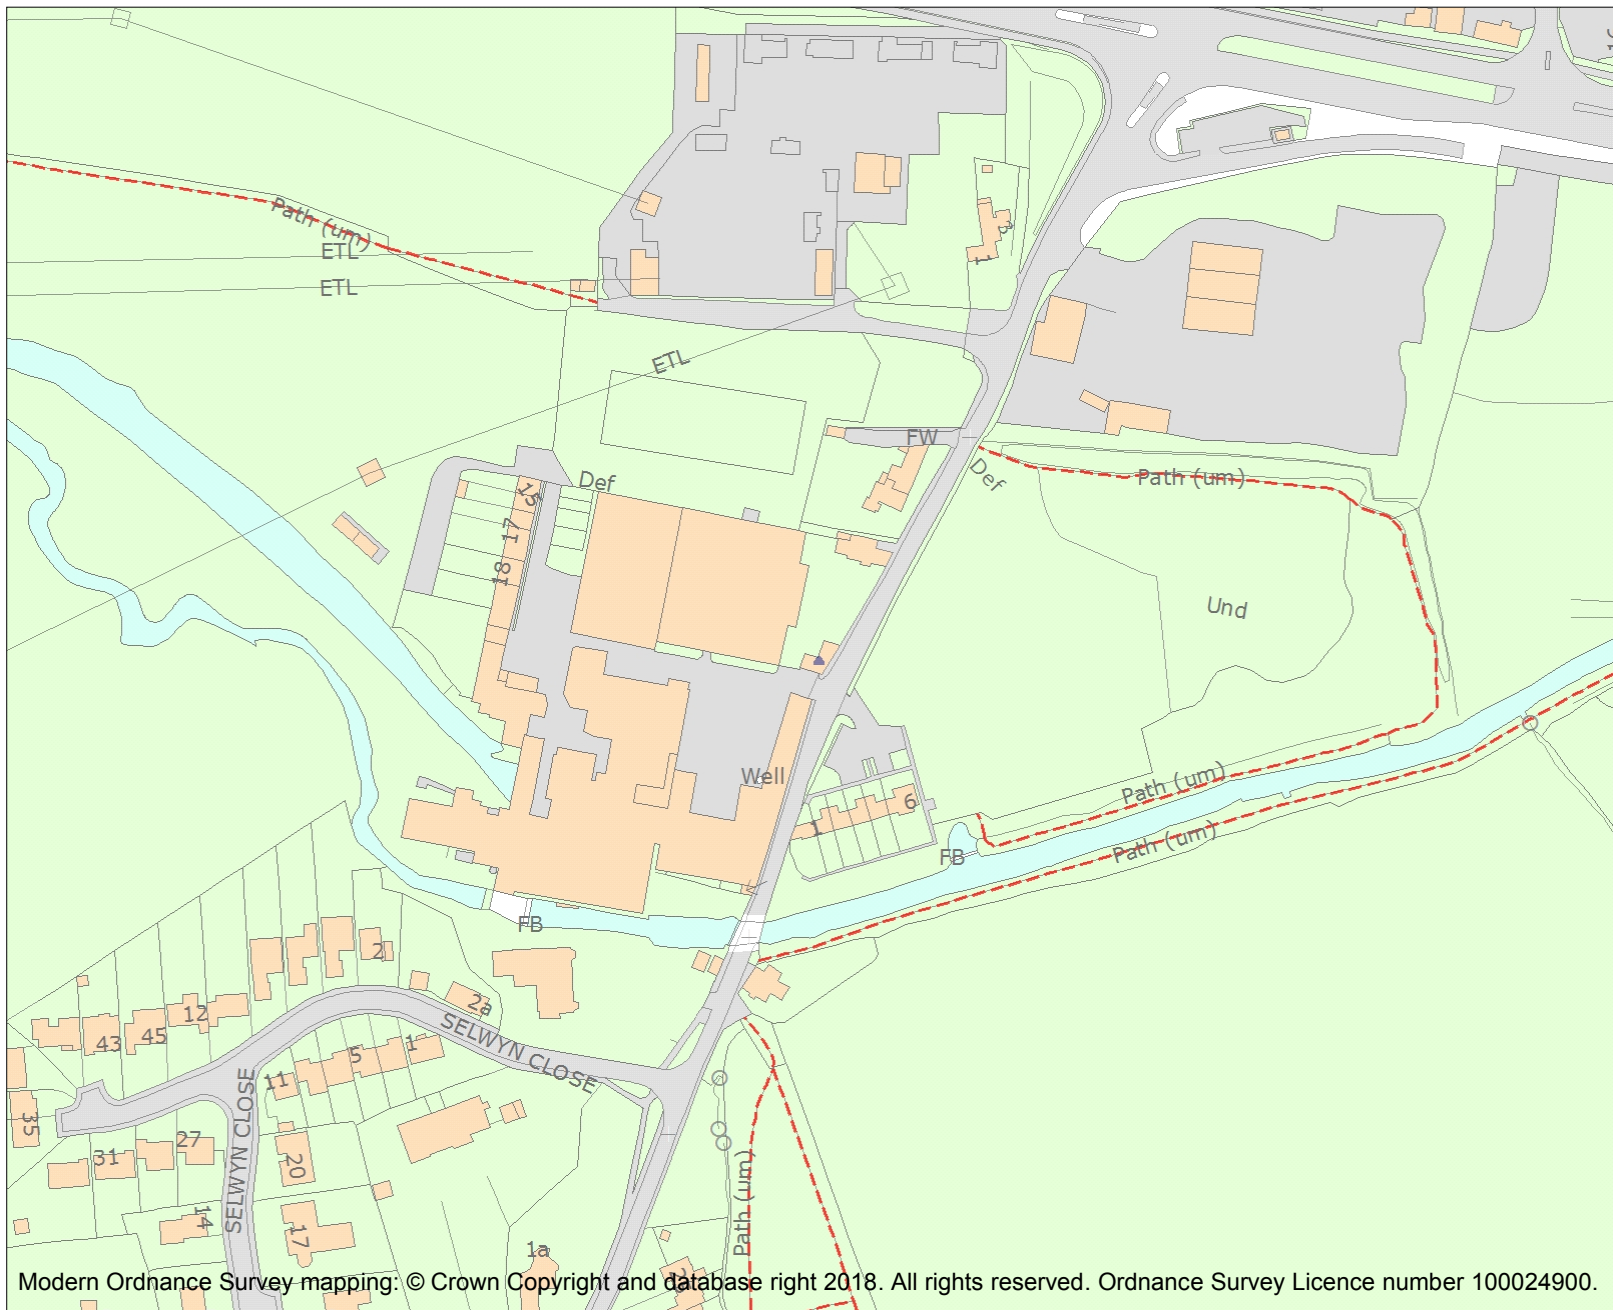 Path (um)
ETL
ETL
3
1
ETL
FW
Def
Def
Path (um)
15
17
18
Und
Well
6
1
Path (um)
Path (um)
FB
FB
2
2a
12
43
45
SELWYN CLOSE
5
1
11
35
SELWYN CLOSE
27
31
20
14
17
Path (um)
1a
Modern Ordnance Survey mapping: © Crown Copyright and database right 2018. All rights reserved. Ordnance Survey Licence number 100024900.